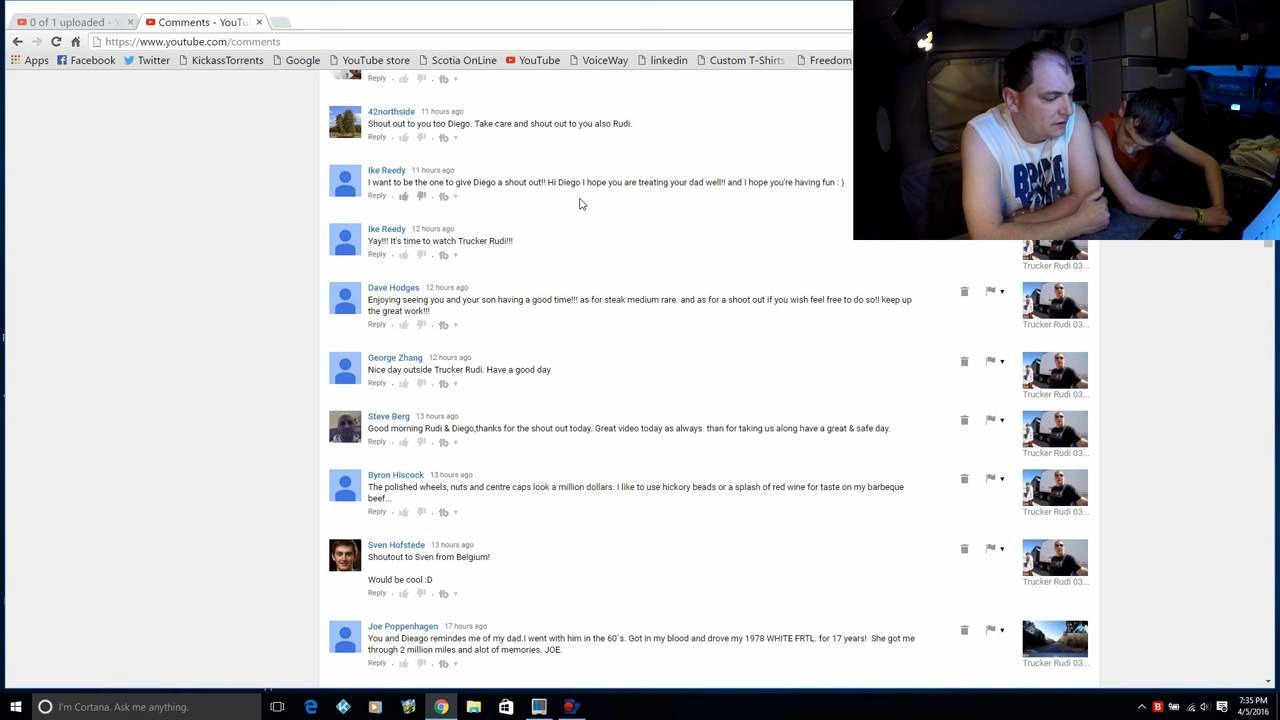 0 of 1 uploaded - Y
Comments - YouTu
https://www.youtube.com/comments
Apps Facebook Twitter KickassTorrents Google YouTube store Scotia OnLine YouTube VoiceWay linkedin Custom T-Shirts Freedom
Reply
42northside 11 hours ago
Shout out to you too Diego. Take care and shout out to you also Rudi.
Reply
Ike Reedy 11 hours ago
I want to be the one to give Diego a shout out!! Hi Diego I hope you are treating your dad well!! and I hope you're having fun : )
Reply
Ike Reedy 12 hours ago
Yay!!! It's time to watch Trucker Rudi!!!
Reply
Trucker Rudi 03...
Dave Hodges 12 hours ago
Enjoying seeing you and your son having a good time!!! as for steak medium rare. and as for a shoot out if you wish feel free to do so!! keep up
the great work!!!
Reply
Trucker Rudi 03...
George Zhang 12 hours ago
Nice day outside Trucker Rudi. Have a good day
Reply
Trucker Rudi 03...
Steve Berg 13 hours ago
Good morning Rudi & Diego,thanks for the shout out today. Great video today as always than for taking us along have a great & safe day.
Reply
Trucker Rudi 03...
Byron Hiscock 13 hours ago
The polished wheels, nuts and centre caps look a million dollars. I like to use hickory beads or a splash of red wine for taste on my barbeque
beef...
Reply
Trucker Rudi 03...
Sven Hofstede 13 hours ago
Shoutout to Sven from Belgium!
Would be cool :D
Reply
Trucker Rudi 03...
Joe Poppenhagen 17 hours ago
You and Dieago remindes me of my dad.I went with him in the 60`s. Got in my blood and drove my 1978 WHITE FRTL. for 17 years! She got me
through 2 million miles and alot of memories. JOE.
Reply
Trucker Rudi 03...
I'm Cortana. Ask me anything.
7:35 PM
4/5/2016